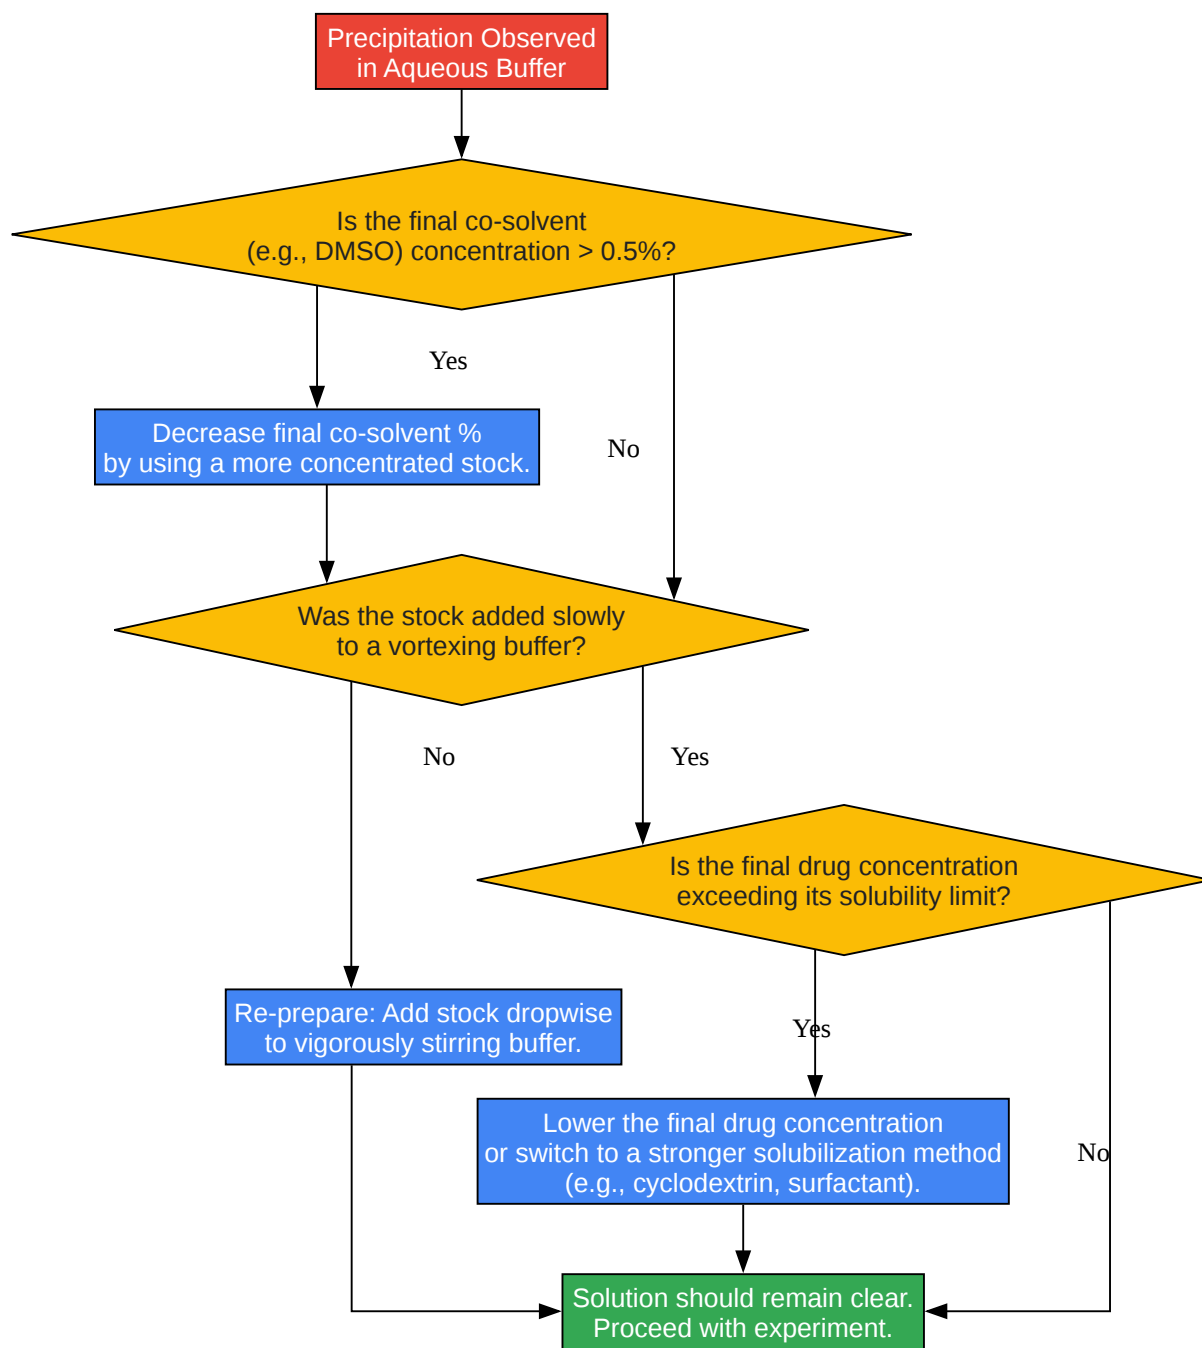 Precipitation Observed
in Aqueous Buffer
Is the final co-solvent
(e.g., DMSO) concentration > 0.5%?
Yes
Decrease final co-solvent %
by using a more concentrated stock.
No
Was the stock added slowly
to a vortexing buffer?
No
Yes
Is the final drug concentration
exceeding its solubility limit?
Re-prepare: Add stock dropwise
to vigorously stirring buffer.
Yes
Lower the final drug concentration
or switch to a stronger solubilization method
(e.g., cyclodextrin, surfactant).
No
Solution should remain clear.
Proceed with experiment.